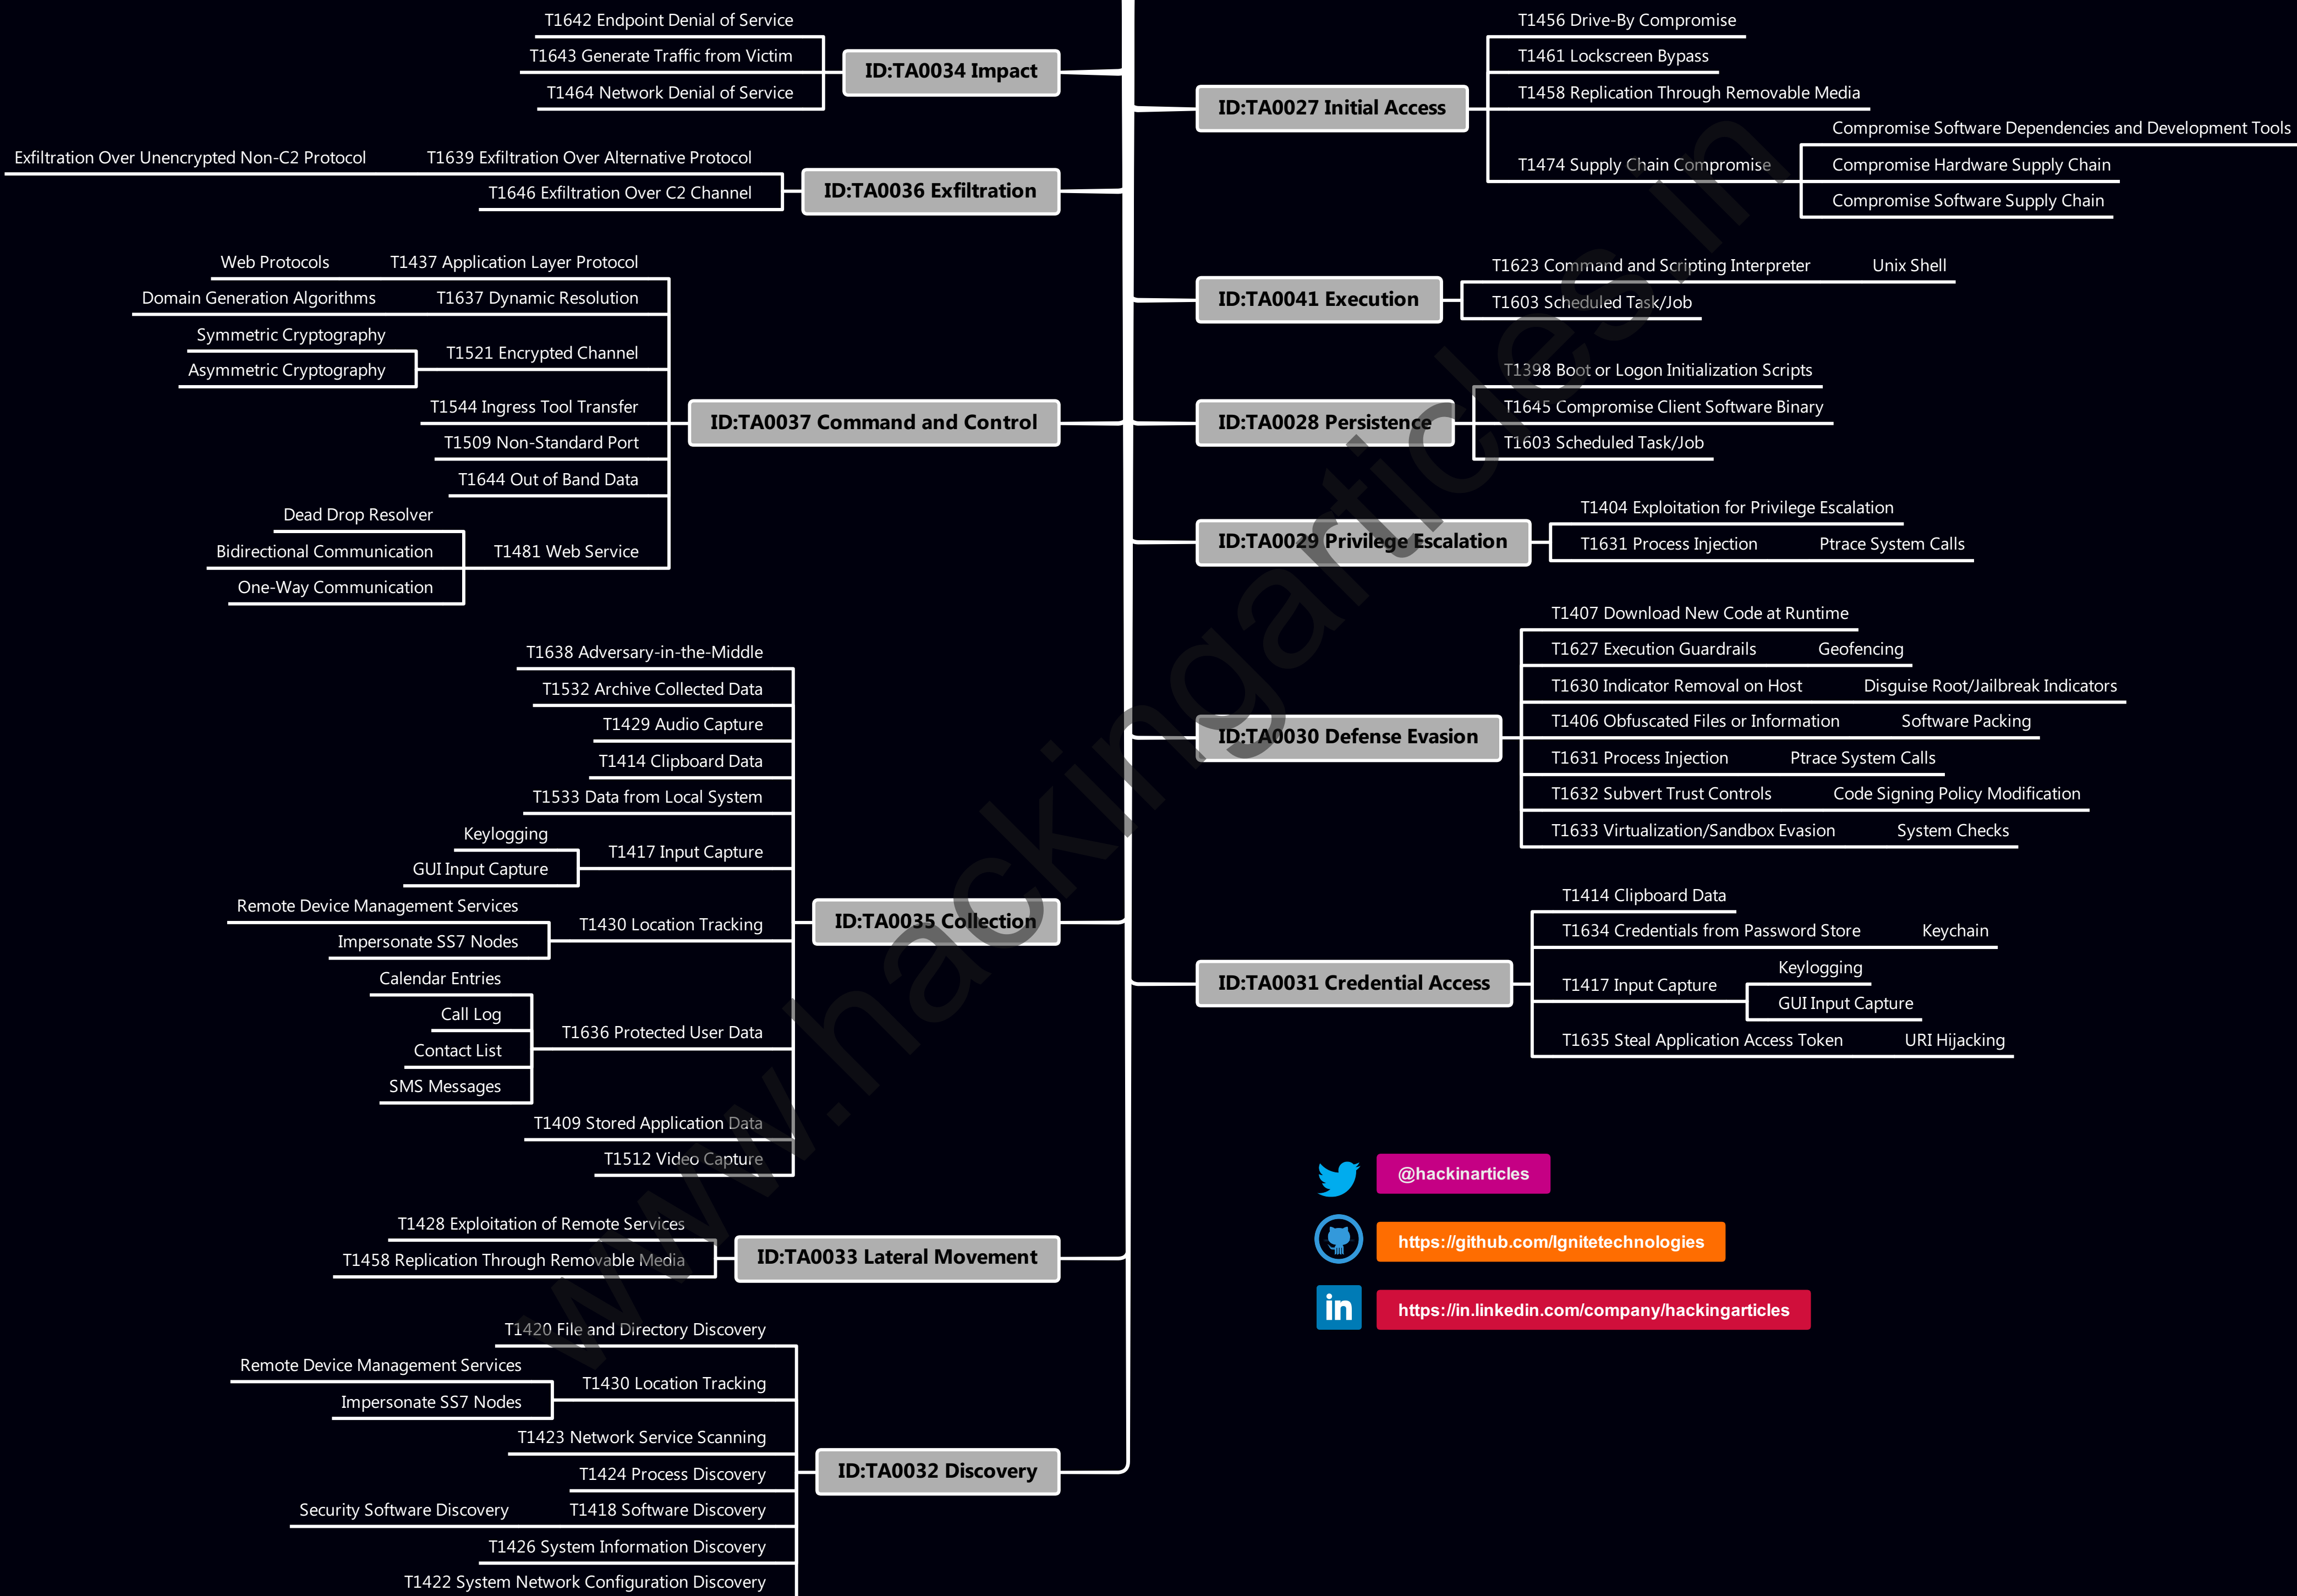 T1642 Endpoint Denial of Service
T1643 Generate Traffic from Victim
T1464 Network Denial of Service
ID:TA0034 Impact
Exfiltration Over Unencrypted Non-C2 Protocol
T1639 Exfiltration Over Alternative Protocol
T1646 Exfiltration Over C2 Channel
ID:TA0036 Exfiltration
Web Protocols
T1437 Application Layer Protocol
Domain Generation Algorithms
T1637 Dynamic Resolution
Symmetric Cryptography
Asymmetric Cryptography
T1521 Encrypted Channel
T1544 Ingress Tool Transfer
T1509 Non-Standard Port
T1644 Out of Band Data
Dead Drop Resolver
Bidirectional Communication
One-Way Communication
T1481 Web Service
ID:TA0037 Command and Control
T1638 Adversary-in-the-Middle
T1532 Archive Collected Data
T1429 Audio Capture
T1414 Clipboard Data
T1533 Data from Local System
Keylogging
GUI Input Capture
T1417 Input Capture
Remote Device Management Services
Impersonate SS7 Nodes
T1430 Location Tracking
Calendar Entries
Call Log
Contact List
SMS Messages
T1636 Protected User Data
T1409 Stored Application Data
T1512 Video Capture
ID:TA0035 Collection
T1428 Exploitation of Remote Services
T1458 Replication Through Removable Media
ID:TA0033 Lateral Movement
T1420 File and Directory Discovery
Remote Device Management Services
Impersonate SS7 Nodes
T1430 Location Tracking
T1423 Network Service Scanning
T1424 Process Discovery
Security Software Discovery
T1418 Software Discovery
T1426 System Information Discovery
T1422 System Network Configuration Discovery
ID:TA0032 Discovery
ID:TA0027 Initial Access
T1456 Drive-By Compromise
T1461 Lockscreen Bypass
T1458 Replication Through Removable Media
T1474 Supply Chain Compromise
Compromise Software Dependencies and Development Tools
Compromise Hardware Supply Chain
Compromise Software Supply Chain
ID:TA0041 Execution
T1623 Command and Scripting Interpreter
Unix Shell
T1603 Scheduled Task/Job
ID:TA0028 Persistence
T1398 Boot or Logon Initialization Scripts
T1645 Compromise Client Software Binary
T1603 Scheduled Task/Job
ID:TA0029 Privilege Escalation
T1404 Exploitation for Privilege Escalation
T1631 Process Injection
Ptrace System Calls
ID:TA0030 Defense Evasion
T1407 Download New Code at Runtime
T1627 Execution Guardrails
Geofencing
T1630 Indicator Removal on Host
Disguise Root/Jailbreak Indicators
T1406 Obfuscated Files or Information
Software Packing
T1631 Process Injection
Ptrace System Calls
T1632 Subvert Trust Controls
Code Signing Policy Modification
T1633 Virtualization/Sandbox Evasion
System Checks
ID:TA0031 Credential Access
T1414 Clipboard Data
T1634 Credentials from Password Store
Keychain
T1417 Input Capture
Keylogging
GUI Input Capture
T1635 Steal Application Access Token
URI Hijacking
@hackinarticles
https://github.com/Ignitetechnologies
in
https://in.linkedin.com/company/hackingarticles
www.hackingarticles.in